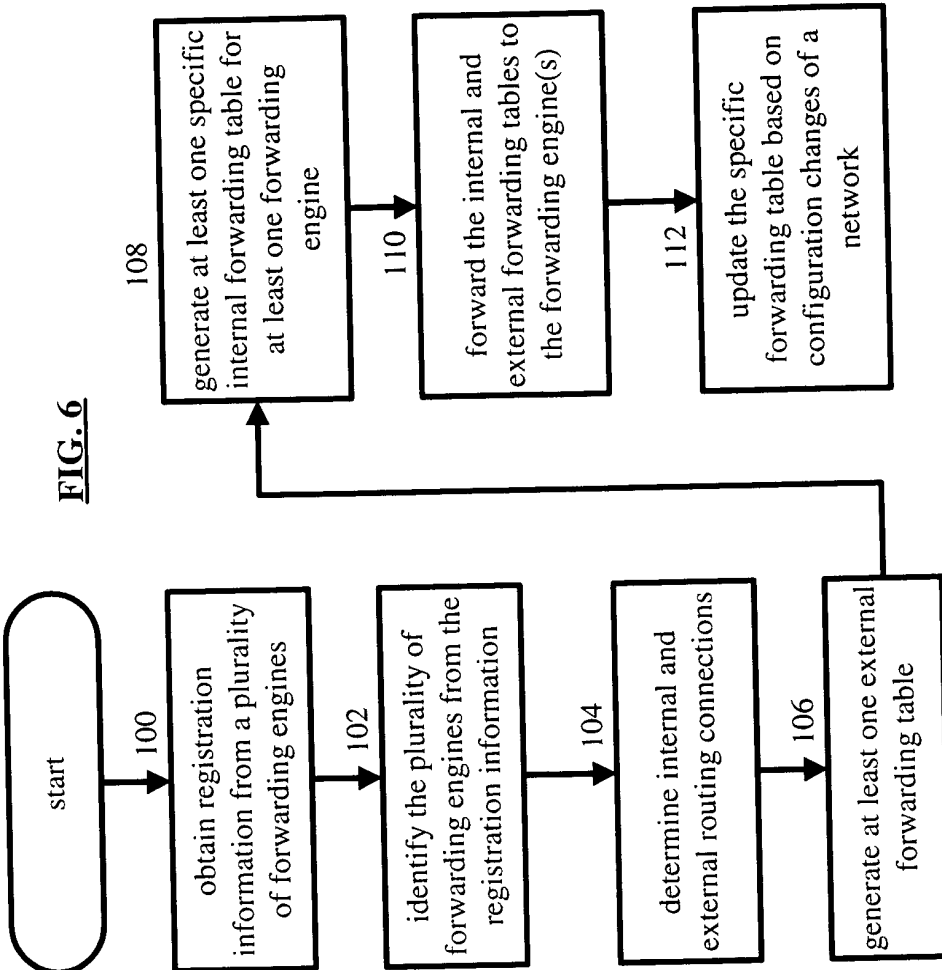 FIG. 6
start
100
obtain registration
information from a plurality
of forwarding engines
102
identify the plurality of
forwarding engines from the
registration information
104
determine internal and
external routing connections
106
generate at least one external
forwarding table
108
generate at least one specific
internal forwarding table for
at least one forwarding
engine
110
forward the internal and
external forwarding tables to
the forwarding engine(s)
112
update the specific
forwarding table based on
configuration changes of a
network